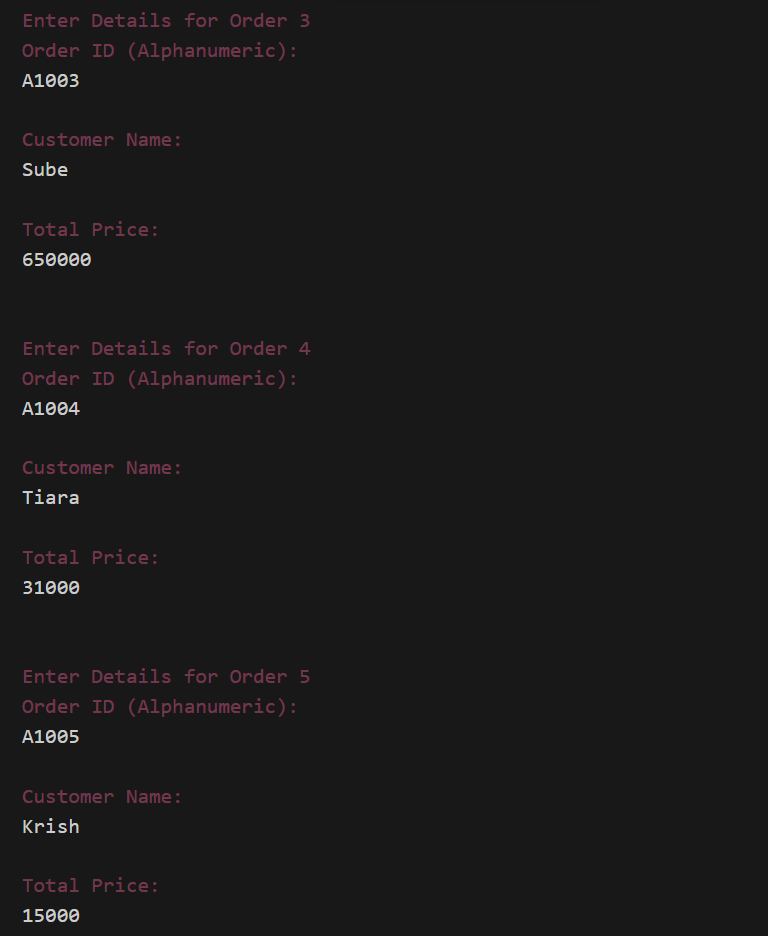 Enter Details for Order 3
Order ID (Alphanumeric):
A1003
Customer Name:
Sube
Total Price:
650000
Enter Details for Order 4
Order ID (Alphanumeric):
A1004
Customer Name:
Tiara
Total Price:
31000
Enter Details for Order 5
Order ID (Alphanumeric):
A1005
Customer Name:
Krish
Total Price:
15000